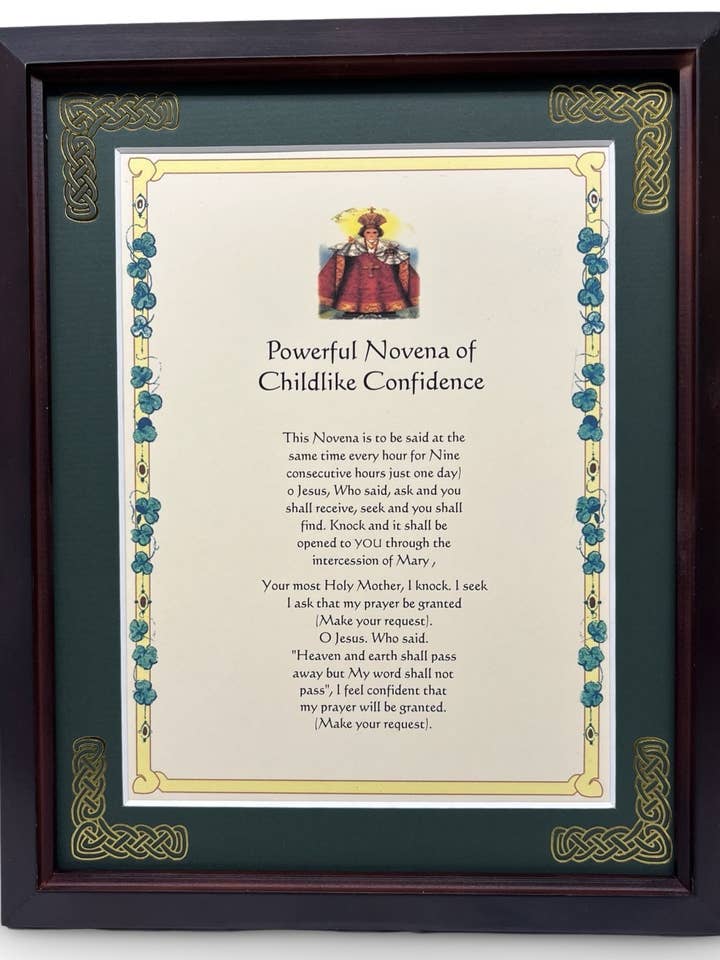 Powerful Novena of
Childlike Confidence
This Novena is to be said at the
same time every hour for Nine
consecutive hours just one day)
o Jesus, Who said, ask and you
shall receive, seek and you shall
find. Knock and it shall be
opened to YOU through the
intercession of Mary ,
Your most Holy Mother, I knock. I seek
I ask that my prayer be granted
(Make your request).
O Jesus. Who said.
"Heaven and earth shall pass
away but My word shall not
pass", I feel confident that
my prayer will be granted.
(Make your request).